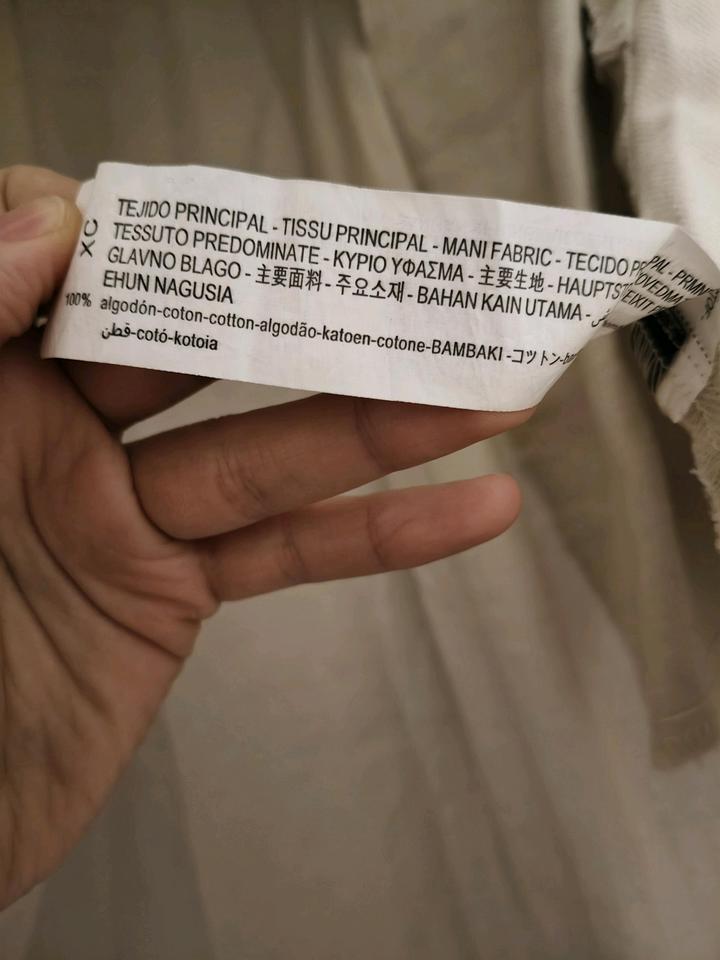 XC
TEJIDO PRINCIPAL - TISSU PRINCIPAL - MANI FABRIC - TECIDO
TESSUTO PREDOMINATE - ΚΥΡΙΟ ΥΦΑΣΜΑ - 主要生地 -
GLAVNO BLAGO - 主要面料 - 주요소재 - BAHAN KAIN UTAMA -
EHUN NAGUSIA
100% algodón-coton-cotton-algodão-katoen-cotone-BAMBAKI -コットン-
قطن-cotó-kotoia